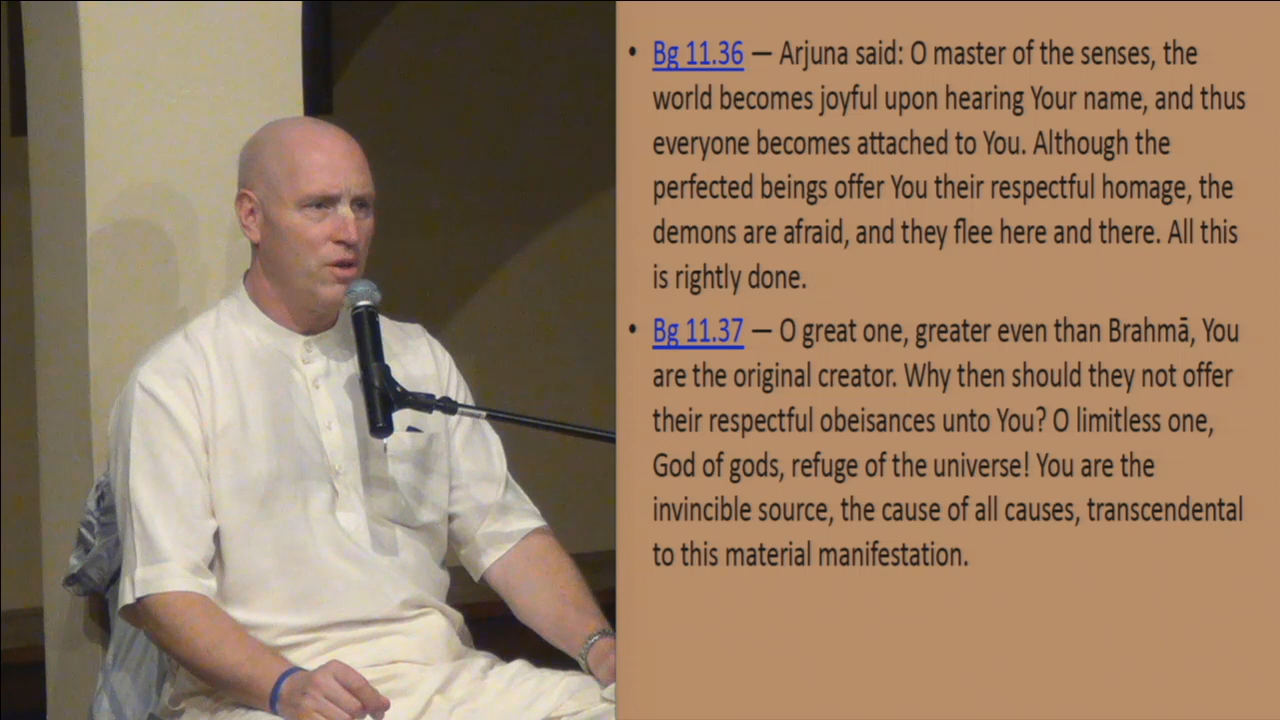 • Bg 11.36 — Arjuna said: O master of the senses, the
world becomes joyful upon hearing Your name, and thus
everyone becomes attached to You. Although the
perfected beings offer You their respectful homage, the
demons are afraid, and they flee here and there. All this
is rightly done.
• Bg 11.37 — O great one, greater even than Brahmā, You
are the original creator. Why then should they not offer
their respectful obeisances unto You? O limitless one,
God of gods, refuge of the universe! You are the
invincible source, the cause of all causes, transcendental
to this material manifestation.